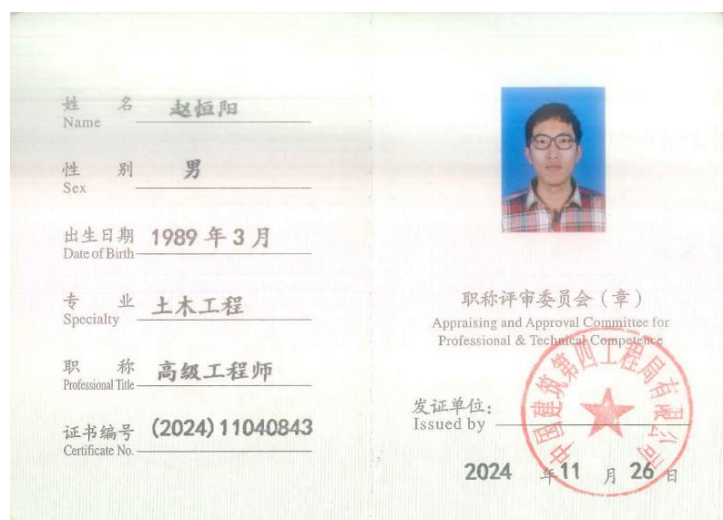 姓名 赵恒阳
Name
性别 男
Sex
出生日期 1989 年 3 月
Date of Birth
专业 土木工程
Specialty
职称 高级工程师
Professional Title
证书编号 (2024) 11040843
Certificate No.
职称评审委员会（章）
Appraising and Approval Committee for
Professional & Technical Competence
中国建筑第四工程局有限公司
发证单位：
Issued by
2024 年 11 月 26 日